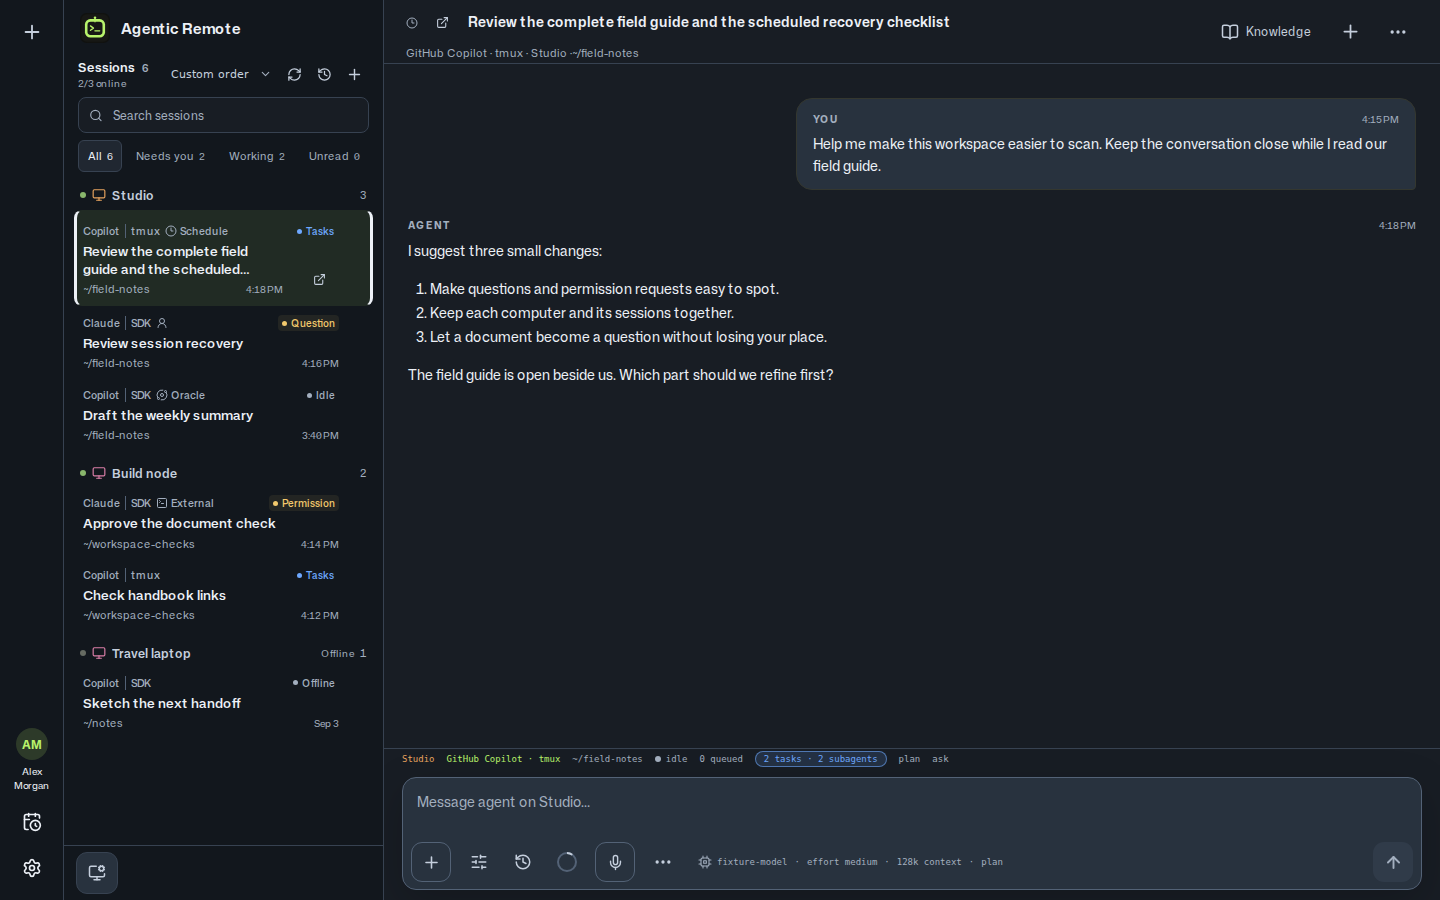 Agentic Remote
Sessions 6
2/3 online
Custom order
Search sessions
All 6
Needs you 2
Working 2
Unread 0
Studio 3
Copilot | tmux Schedule Tasks
Review the complete field
guide and the scheduled...
~/field-notes 4:18 PM
Claude | SDK Question
Review session recovery
~/field-notes 4:16 PM
Copilot | SDK Oracle Idle
Draft the weekly summary
~/field-notes 3:40 PM
Build node 2
Claude | SDK External Permission
Approve the document check
~/workspace-checks 4:14 PM
Copilot | tmux Tasks
Check handbook links
~/workspace-checks 4:12 PM
Travel laptop Offline 1
Copilot | SDK Offline
Sketch the next handoff
~/notes Sep 3
AM
Alex
Morgan
Review the complete field guide and the scheduled recovery checklist
GitHub Copilot · tmux · Studio ·~/field-notes
Knowledge
YOU 4:15 PM
Help me make this workspace easier to scan. Keep the conversation close while I read our
field guide.
AGENT 4:18 PM
I suggest three small changes:
1. Make questions and permission requests easy to spot.
2. Keep each computer and its sessions together.
3. Let a document become a question without losing your place.
The field guide is open beside us. Which part should we refine first?
Studio GitHub Copilot · tmux ~/field-notes idle 0 queued 2 tasks · 2 subagents plan ask
Message agent on Studio...
fixture-model · effort medium · 128k context · plan